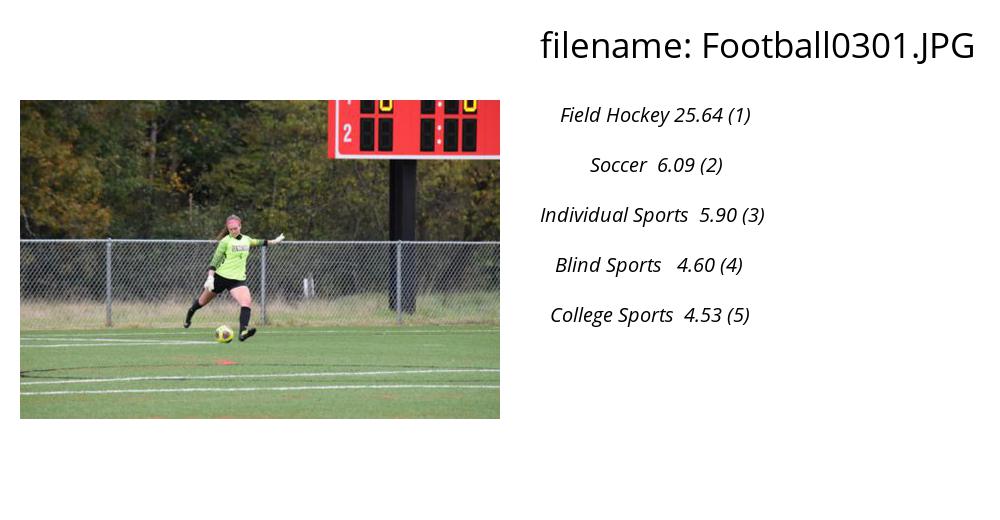 filename: Football0301.JPG
Field Hockey 25.64 (1)
Soccer 6.09 (2)
Individual Sports 5.90 (3)
Blind Sports 4.60 (4)
College Sports 4.53 (5)
2